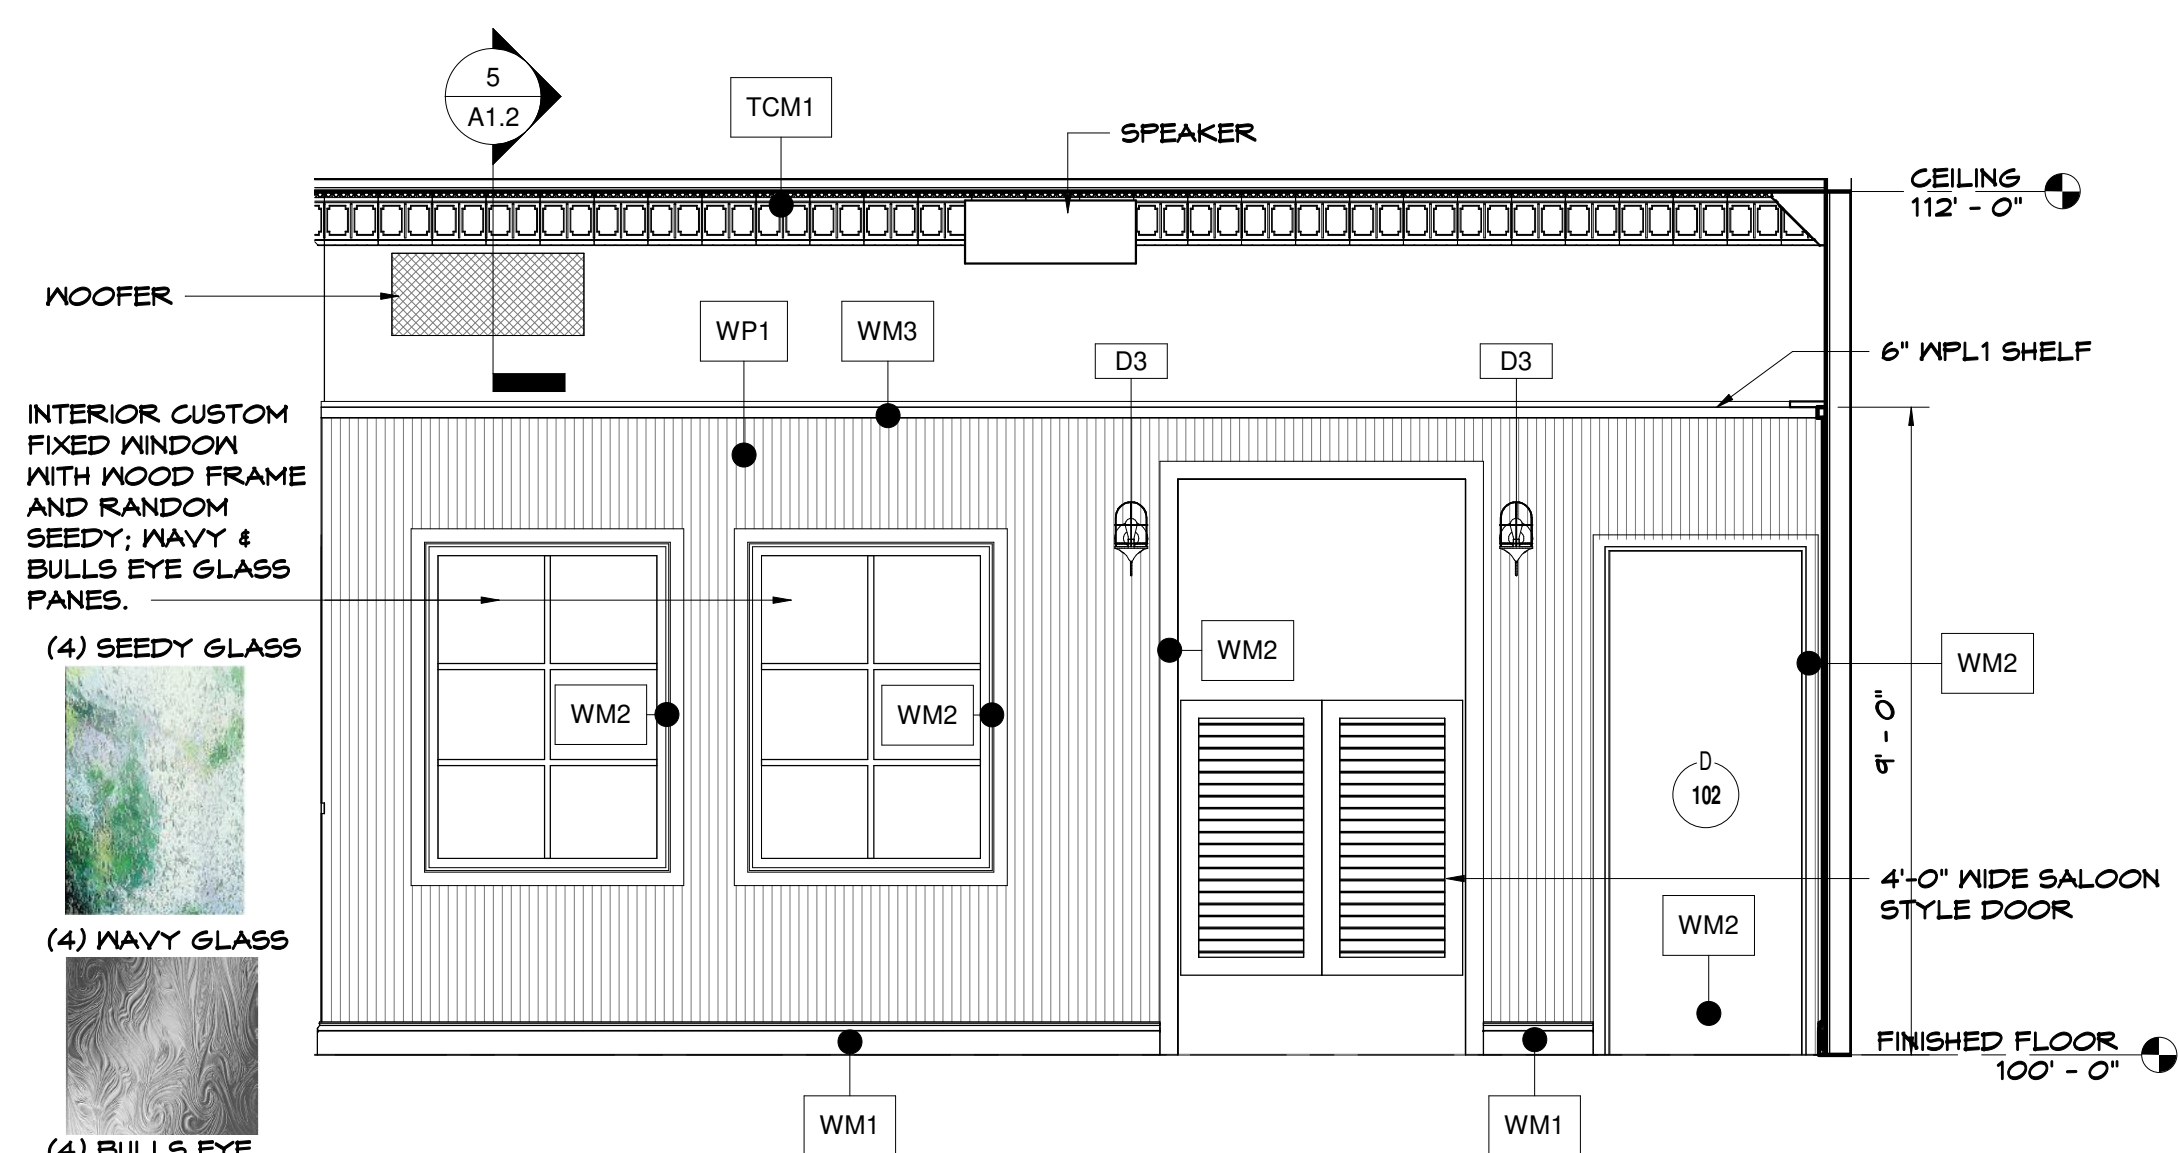 5
A1.2
TCM1
SPEAKER
CEILING
112' - 0"
WOOFER
WP1
WM3
D3
D3
6" WPL1 SHELF
INTERIOR CUSTOM
FIXED WINDOW
WITH WOOD FRAME
AND RANDOM
SEEDY; WAVY &
BULLS EYE GLASS
PANES.
(4) SEEDY GLASS
WM2
WM2
WM2
WM2
9' - 0"
D
102
4'-0" WIDE SALOON
STYLE DOOR
WM2
(4) WAVY GLASS
FINISHED FLOOR
100' - 0"
WM1
WM1
(4) BULLS EYE